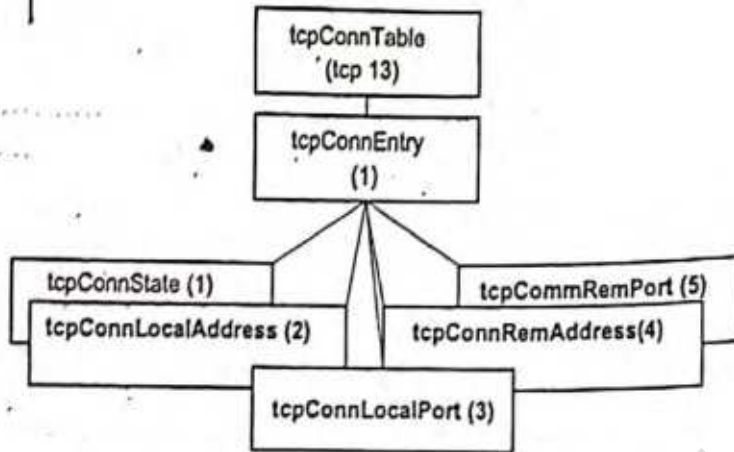 tcpConnTable
(tcp 13)
tcpConnEntry
(1)
tcpConnState (1)
tcpCommRemPort (5)
tcpConnLocalAddress (2)
tcpConnRemAddress(4)
tcpConnLocalPort (3)